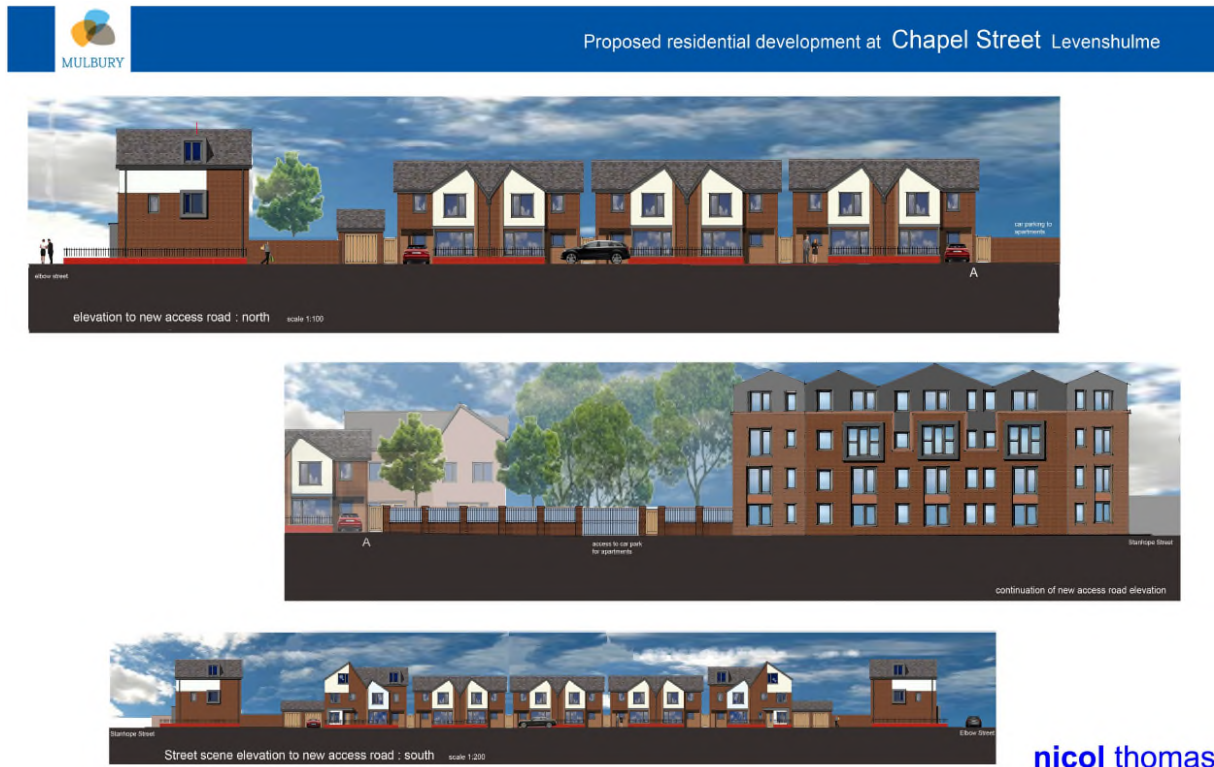 MULBURY
Proposed residential development at Chapel Street Levenshulme
car parking to
apartments
elbow street
A
elevation to new access road : north scale 1:100
A
access to car park
for apartments
Stanhope Street
continuation of new access road elevation
Stanhope Street
Elbow Street
Street scene elevation to new access road : south scale 1:200
nicol thomas